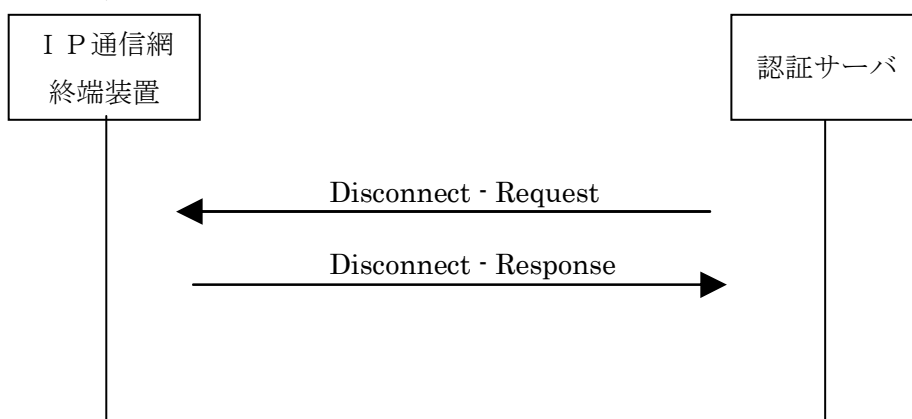 ＩＰ通信網
終端装置
認証サーバ
Disconnect - Request
Disconnect - Response